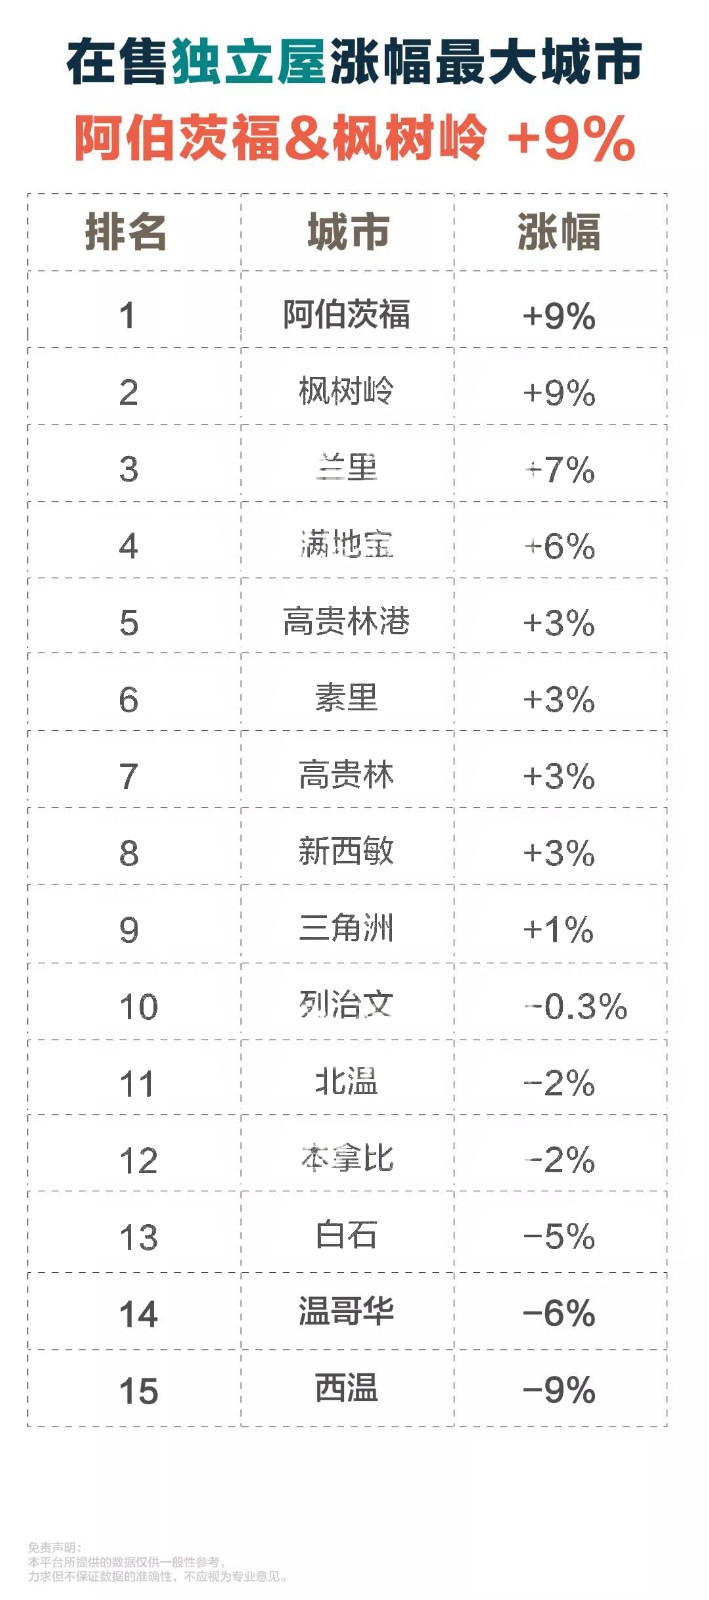 在售独立屋涨幅最大城市
阿伯茨福&枫树岭 +9%
排名 城市 涨幅
1 阿伯茨福 +9%
2 枫树岭 +9%
3 兰里 +7%
4 满地宝 +6%
5 高贵林港 +3%
6 素里 +3%
7 高贵林 +3%
8 新西敏 +3%
9 三角洲 +1%
10 列治文 -0.3%
11 北温 -2%
12 本拿比 -2%
13 白石 -5%
14 温哥华 -6%
15 西温 -9%
免责声明：
本平台所提供的数据仅供一般性参考，
力求但不保证数据的准确性，不应视为专业意见。